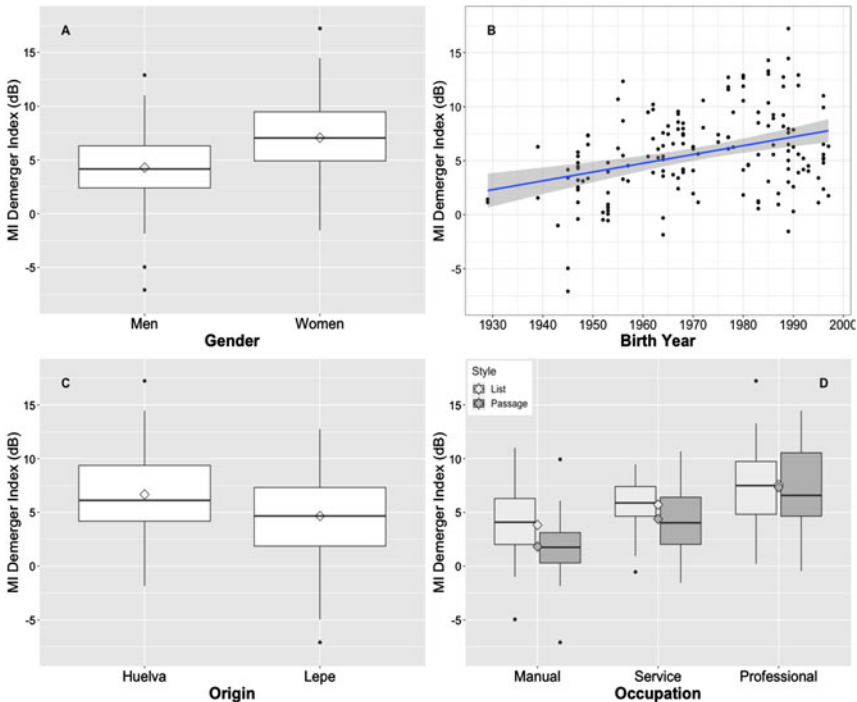 A
MI Demerger Index (dB)
15
10
5
0
-5
Men
Women
Gender
B
MI Demerger Index (dB)
15
10
5
0
-5
1930
1940
1950
1960
1970
1980
1990
2000
Birth Year
C
MI Demerger Index (dB)
15
10
5
0
-5
Huelva
Lepe
Origin
D
Style
List
Passage
MI Demerger Index (dB)
15
10
5
0
-5
Manual
Service
Professional
Occupation